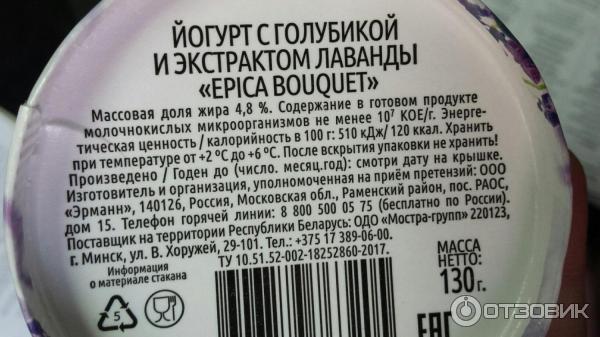 ЙОГУРТ С ГОЛУБИКОЙ
И ЭКСТРАКТОМ ЛАВАНДЫ
«EPICA BOUQUET»
Массовая доля жира 4,8 %. Содержание в готовом продукте
молочнокислых микроорганизмов не менее 10⁷ КОЕ/г. Энерге-
тическая ценность / калорийность в 100 г: 510 кДж/ 120 ккал. Хранить
при температуре от +2 °С до +6 °С. После вскрытия упаковки не хранить!
Произведено / Годен до (число. месяц.год): смотри дату на крышке.
Изготовитель и организация, уполномоченная на приём претензий: ООО
«Эрманн», 140126, Россия, Московская обл., Раменский район, пос. РАОС,
дом 15. Телефон горячей линии: 8 800 500 05 75 (бесплатно по России).
Поставщик на территории Республики Беларусь: ОДО «Мостра-групп» 220123,
г. Минск, ул. В. Хоружей, 29-101. Тел.: +375 17 389-06-00.
ТУ 10.51.52-002-18252860-2017.
Информация
о материале стакана
5
МАССА
НЕТТО:
130 г.
EAC
ОТЗОВИК